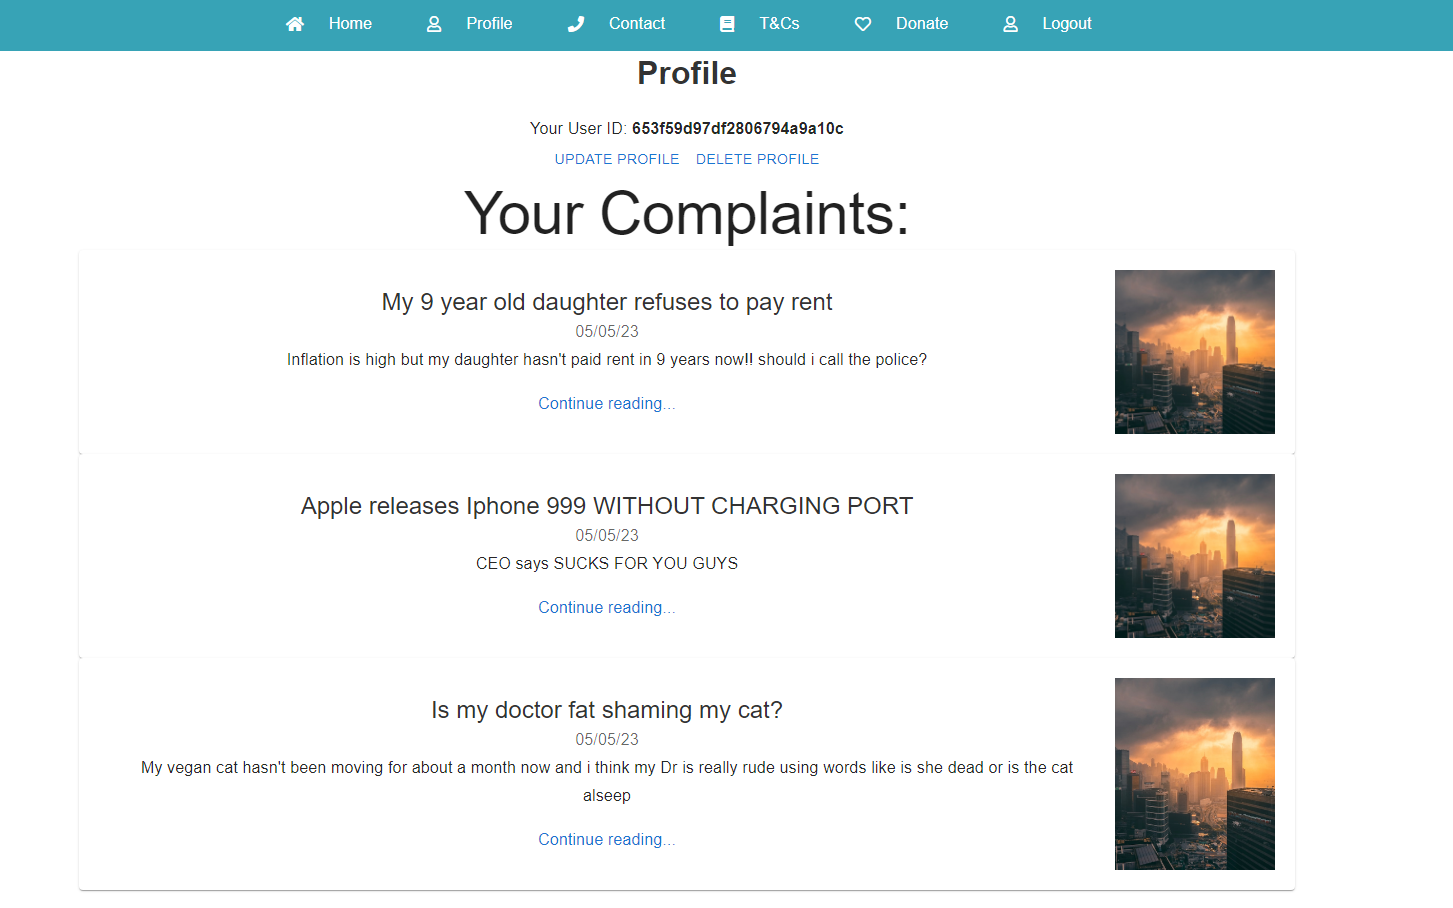 Home Profile Contact T&Cs Donate Logout
Profile
Your User ID: 653f59d97df2806794a9a10c
UPDATE PROFILE DELETE PROFILE
Your Complaints:
My 9 year old daughter refuses to pay rent
05/05/23
Inflation is high but my daughter hasn't paid rent in 9 years now!! should i call the police?
Continue reading...
Apple releases Iphone 999 WITHOUT CHARGING PORT
05/05/23
CEO says SUCKS FOR YOU GUYS
Continue reading...
Is my doctor fat shaming my cat?
05/05/23
My vegan cat hasn't been moving for about a month now and i think my Dr is really rude using words like is she dead or is the cat
alseep
Continue reading...